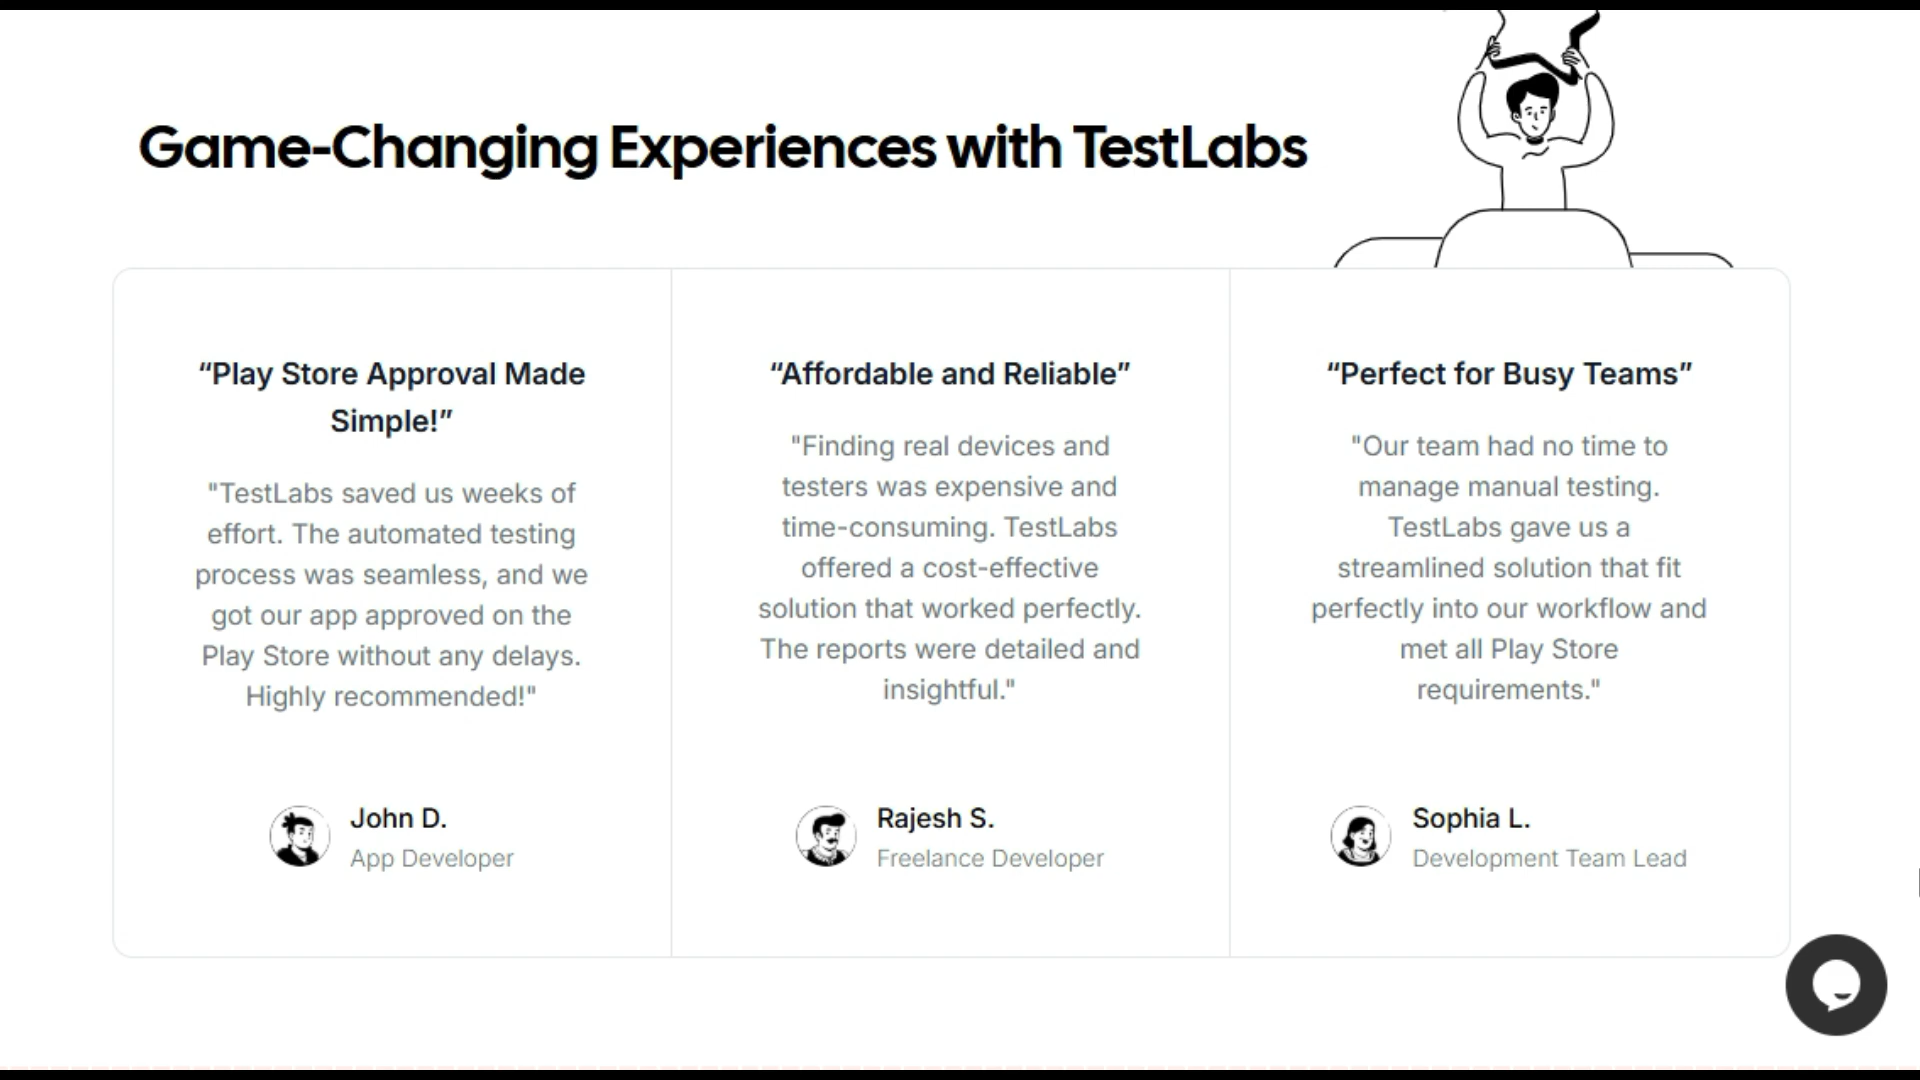 Game-Changing Experiences with TestLabs
“Play Store Approval Made
Simple!”
"TestLabs saved us weeks of
effort. The automated testing
process was seamless, and we
got our app approved on the
Play Store without any delays.
Highly recommended!"
John D.
App Developer
“Affordable and Reliable”
"Finding real devices and
testers was expensive and
time-consuming. TestLabs
offered a cost-effective
solution that worked perfectly.
The reports were detailed and
insightful."
Rajesh S.
Freelance Developer
“Perfect for Busy Teams”
"Our team had no time to
manage manual testing.
TestLabs gave us a
streamlined solution that fit
perfectly into our workflow and
met all Play Store
requirements."
Sophia L.
Development Team Lead